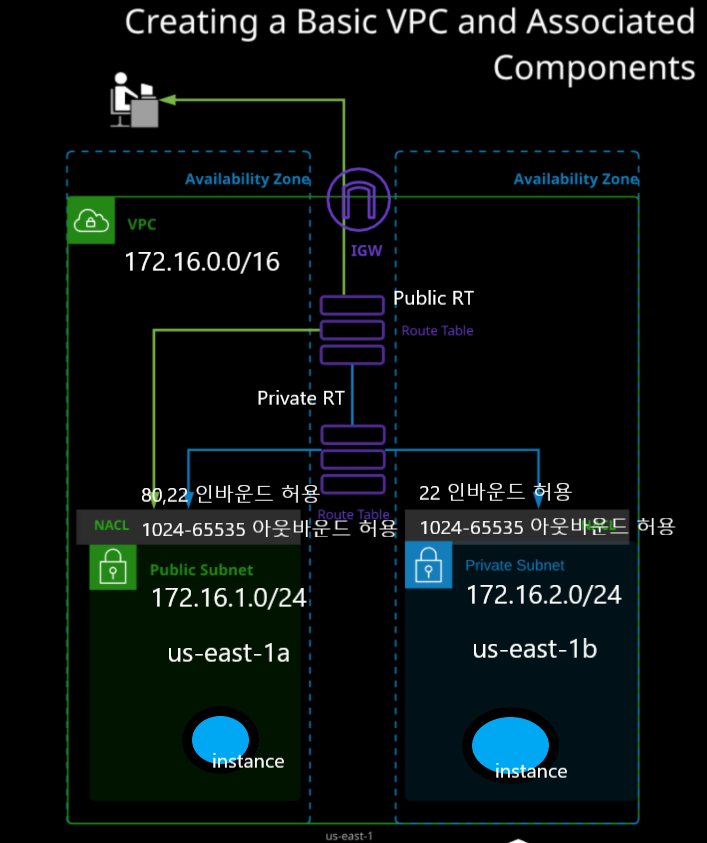 Creating a Basic VPC and Associated
Components
Availability Zone
Availability Zone
VPC
172.16.0.0/16
IGW
Public RT
Route Table
Private RT
80,22 인바운드 허용
22 인바운드 허용
Route Table
NACL
1024-65535 아웃바운드 허용
1024-65535 아웃바운드 허용
NACL
Public Subnet
172.16.1.0/24
us-east-1a
instance
Private Subnet
172.16.2.0/24
us-east-1b
instance
us-east-1